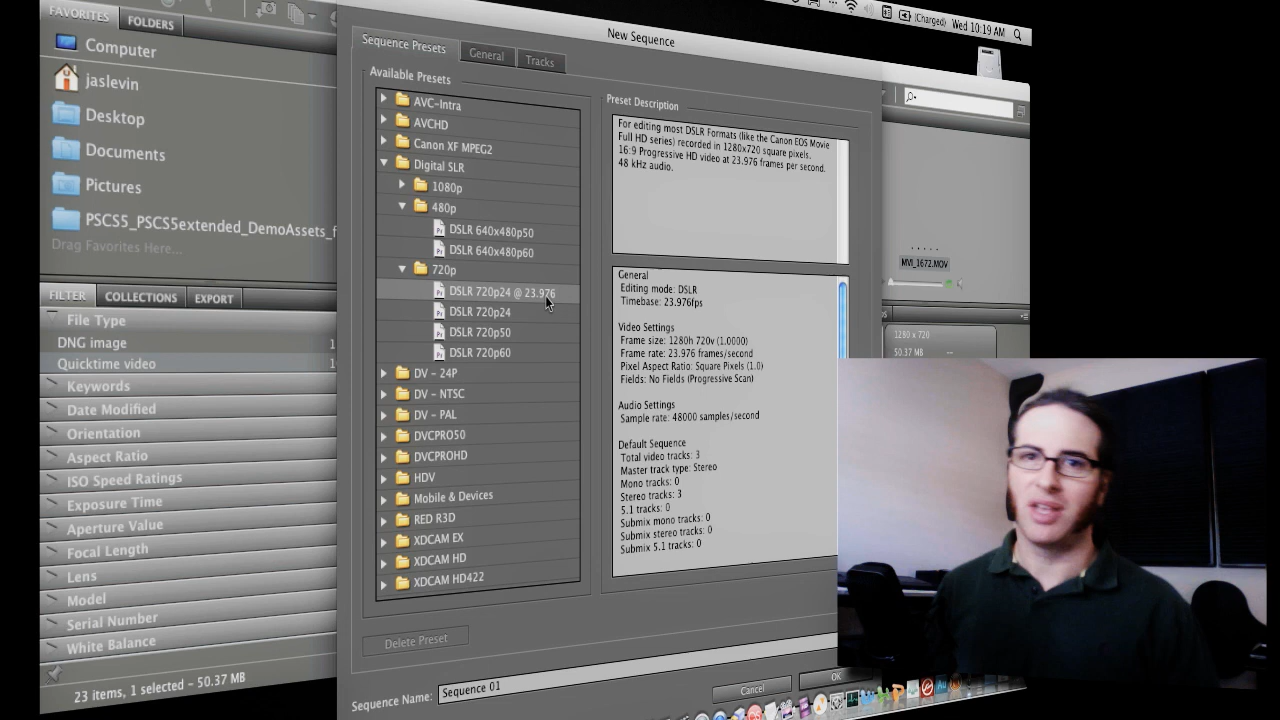 FAVORITES
FOLDERS
Computer
jaslevin
Desktop
Documents
Pictures
PSCS5_PSCS5extended_DemoAssets_f
Drag Favorites Here...
FILTER
COLLECTIONS
EXPORT
File Type
DNG image
Quicktime video
Keywords
Date Modified
Orientation
Aspect Ratio
ISO Speed Ratings
Exposure Time
Aperture Value
Focal Length
Lens
Model
Serial Number
White Balance
23 items, 1 selected - 50.37 MB
New Sequence
Sequence Presets
General
Tracks
Available Presets
AVC-Intra
AVCHD
Canon XF MPEG2
Digital SLR
1080p
480p
DSLR 640x480p50
DSLR 640x480p60
720p
DSLR 720p24 @ 23.976
DSLR 720p24
DSLR 720p50
DSLR 720p60
DV - 24P
DV - NTSC
DV - PAL
DVCPRO50
DVCPROHD
HDV
Mobile & Devices
RED R3D
XDCAM EX
XDCAM HD
XDCAM HD422
Delete Preset
Sequence Name: Sequence 01
Preset Description
For editing most DSLR Formats (like the Canon EOS Movie
Full HD series) recorded in 1280x720 square pixels.
16:9 Progressive HD video at 23.976 frames per second.
48 kHz audio.
General
Editing mode: DSLR
Timebase: 23.976fps
Video Settings
Frame size: 1280h 720v (1.0000)
Frame rate: 23.976 frames/second
Pixel Aspect Ratio: Square Pixels (1.0)
Fields: No Fields (Progressive Scan)
Audio Settings
Sample rate: 48000 samples/second
Default Sequence
Total video tracks: 3
Master track type: Stereo
Mono tracks: 0
Stereo tracks: 3
5.1 tracks: 0
Submix mono tracks: 0
Submix stereo tracks: 0
Submix 5.1 tracks: 0
Cancel
OK
(Charged) Wed 10:19 AM
MVI_1672.MOV
1280 x 720
50.37 MB